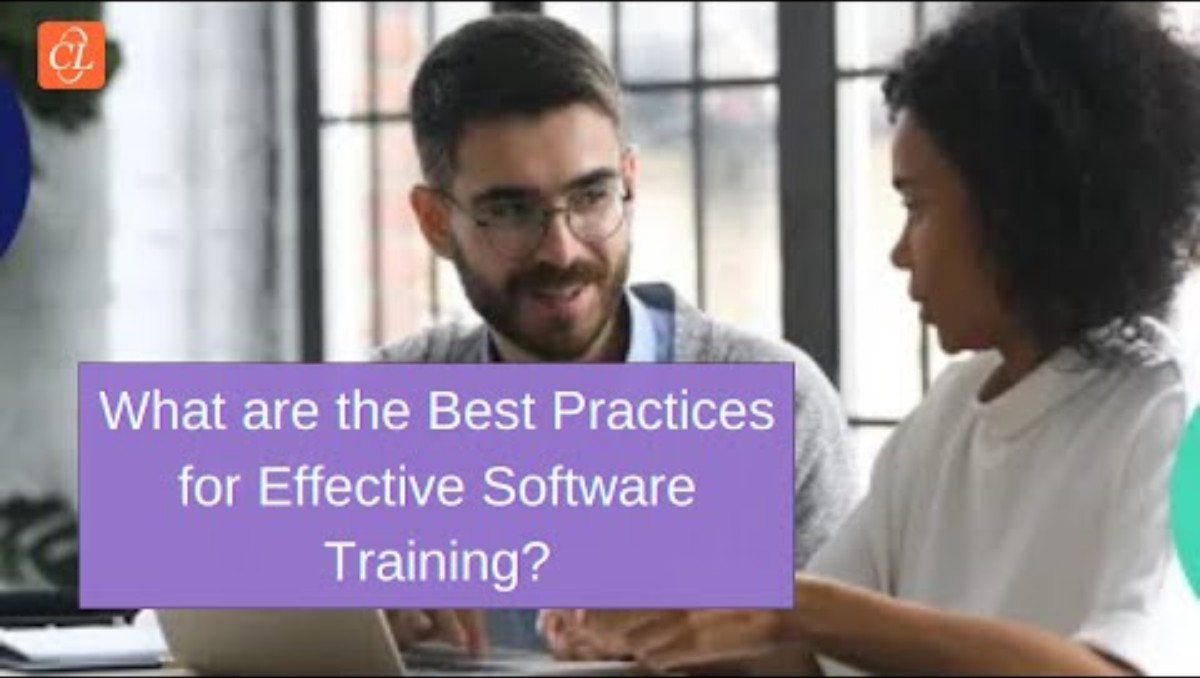 CL
What are the Best Practices
for Effective Software
Training?